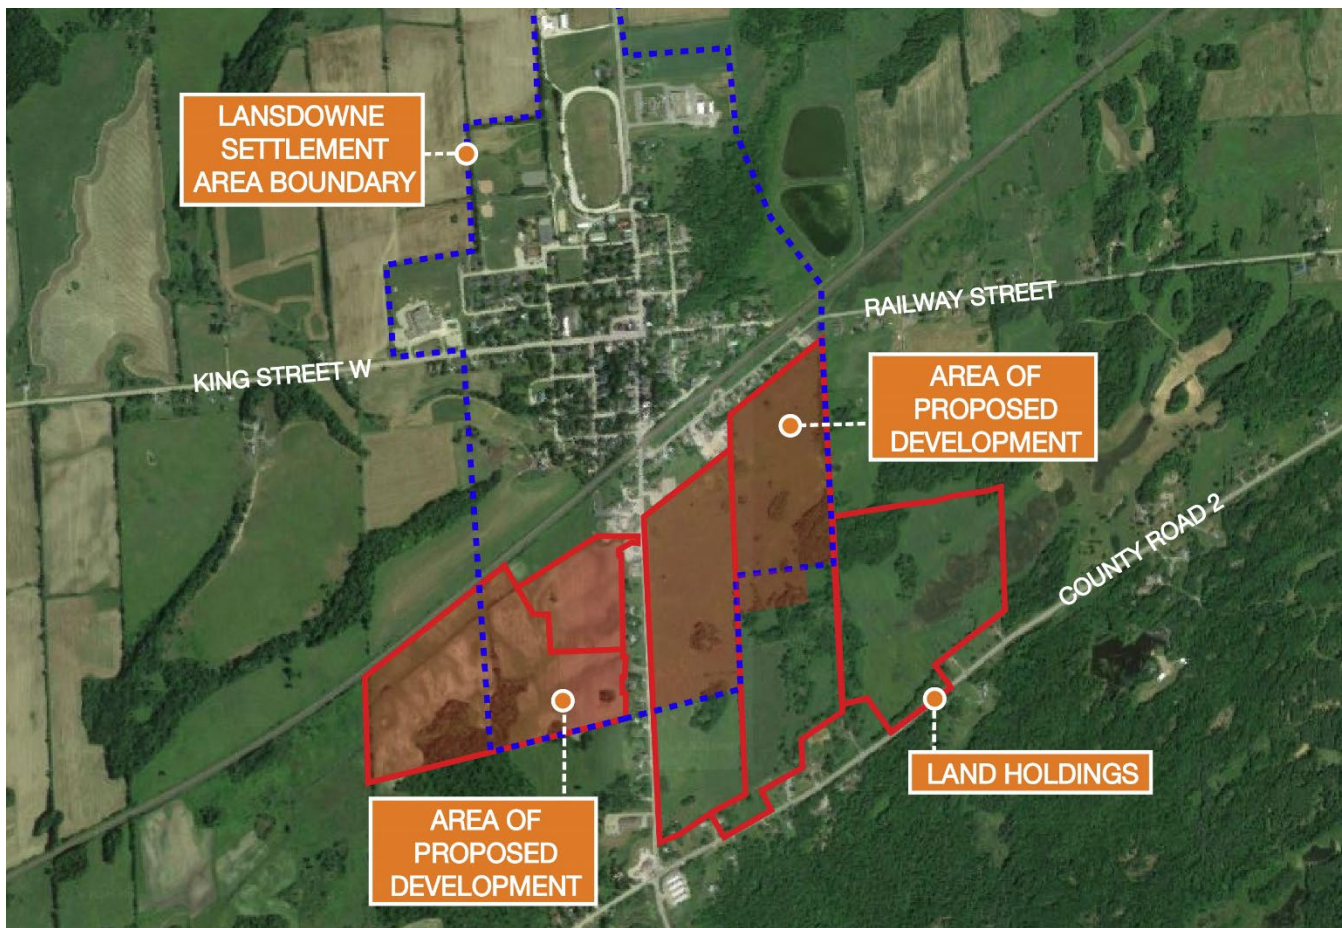 LANSDOWNE
SETTLEMENT
AREA BOUNDARY
RAILWAY STREET
KING STREET W
AREA OF
PROPOSED
DEVELOPMENT
COUNTY ROAD 2
LAND HOLDINGS
AREA OF
PROPOSED
DEVELOPMENT